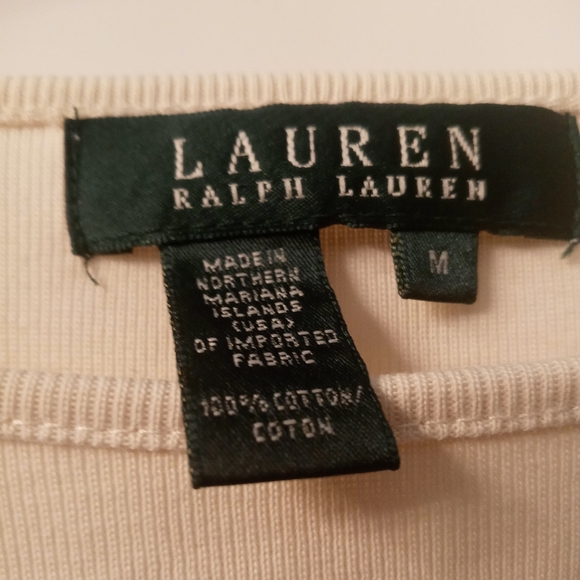 LAUREN
RALPH LAUREN
M
MADE IN
NORTHERN
MARIANA
ISLANDS
(USA)
OF IMPORTED
FABRIC
100% COTTON/
COTON